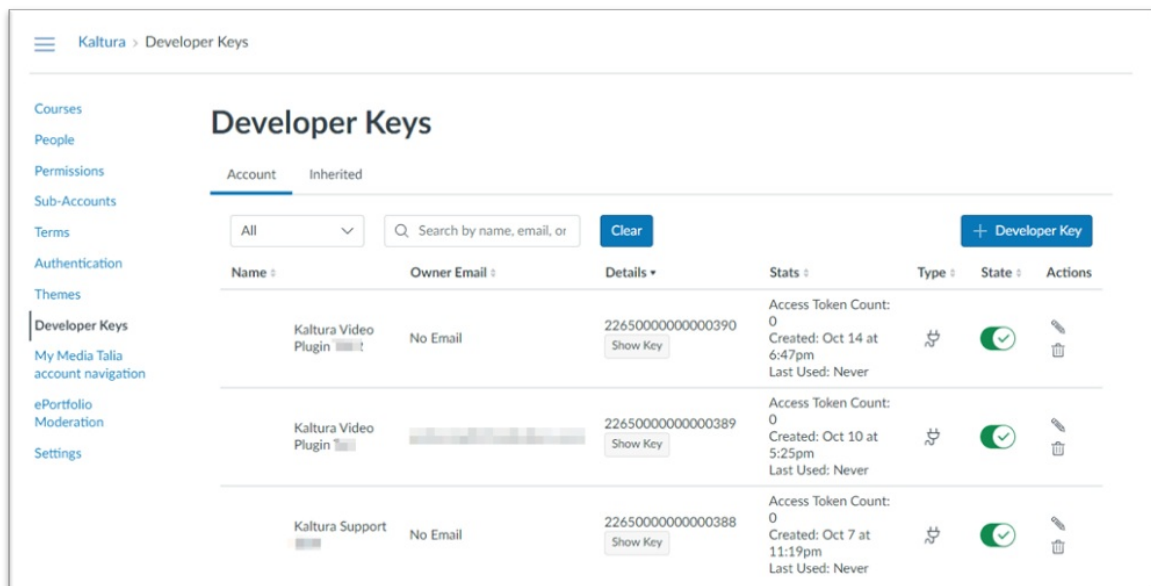 Kaltura > Developer Keys
Courses
People
Permissions
Sub-Accounts
Terms
Authentication
Themes
Developer Keys
My Media Talia
account navigation
ePortfolio
Moderation
Settings
Developer Keys
Account Inherited
All Search by name, email, or Clear + Developer Key
Name Owner Email Details Stats Type State Actions
Kaltura Video
Plugin
No Email
22650000000000390
Show Key
Access Token Count:
0
Created: Oct 14 at
6:47pm
Last Used: Never
Kaltura Video
Plugin
22650000000000389
Show Key
Access Token Count:
0
Created: Oct 10 at
5:25pm
Last Used: Never
Kaltura Support
No Email
22650000000000388
Show Key
Access Token Count:
0
Created: Oct 7 at
11:19pm
Last Used: Never